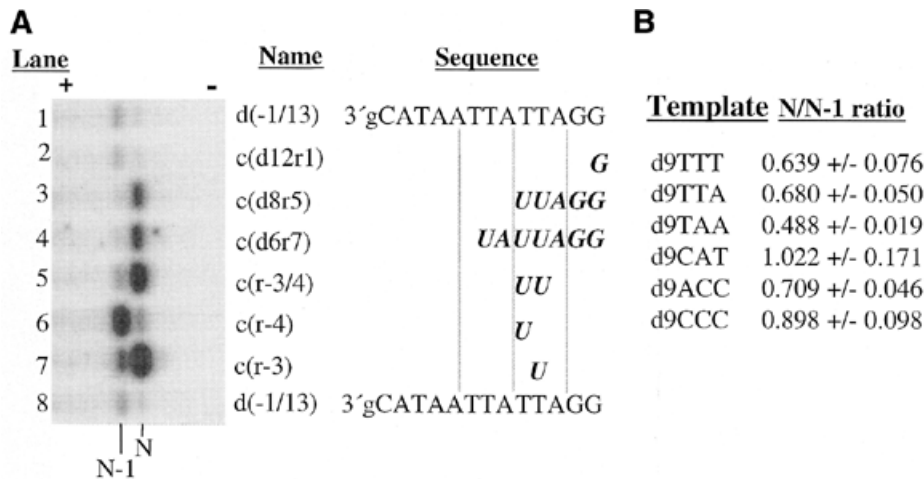 A
B
Lane Name Sequence
+ -
1 d(-1/13) 3´gCATAATTATTAGG
2 c(d12r1) G
3 c(d8r5) UUAGG
4 c(d6r7) UAUUAGG
5 c(r-3/4) UU
6 c(r-4) U
7 c(r-3) U
8 d(-1/13) 3´gCATAATTATTAGG
N-1 N
Template N/N-1 ratio
d9TTT 0.639 +/- 0.076
d9TTA 0.680 +/- 0.050
d9TAA 0.488 +/- 0.019
d9CAT 1.022 +/- 0.171
d9ACC 0.709 +/- 0.046
d9CCC 0.898 +/- 0.098